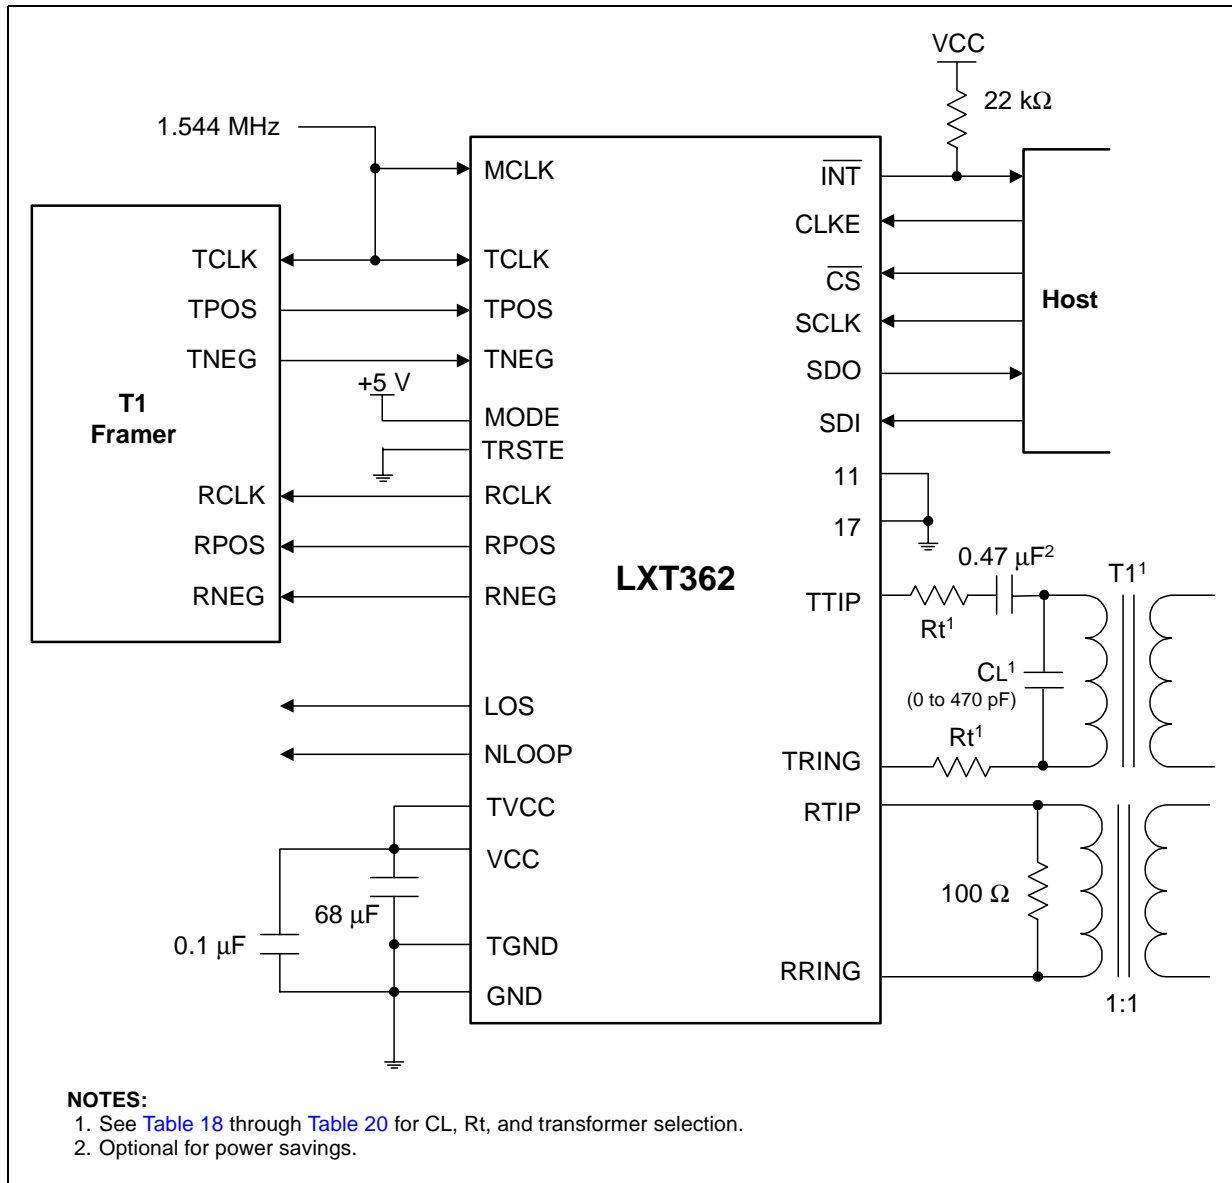 VCC
22 kΩ
1.544 MHz
MCLK
INT
CLKE
TCLK
TCLK
CS
Host
TPOS
TPOS
SCLK
TNEG
TNEG
SDO
+5 V
T1
Framer
MODE
SDI
TRSTE
11
RCLK
RCLK
17
RPOS
RPOS
0.47 μF²
LXT362
T1¹
RNEG
RNEG
TTIP
Rt¹
CL¹
(0 to 470 pF)
LOS
Rt¹
NLOOP
TRING
TVCC
RTIP
VCC
100 Ω
68 μF
0.1 μF
TGND
RRING
GND
1:1
NOTES:
1. See Table 18 through Table 20 for CL, Rt, and transformer selection.
2. Optional for power savings.